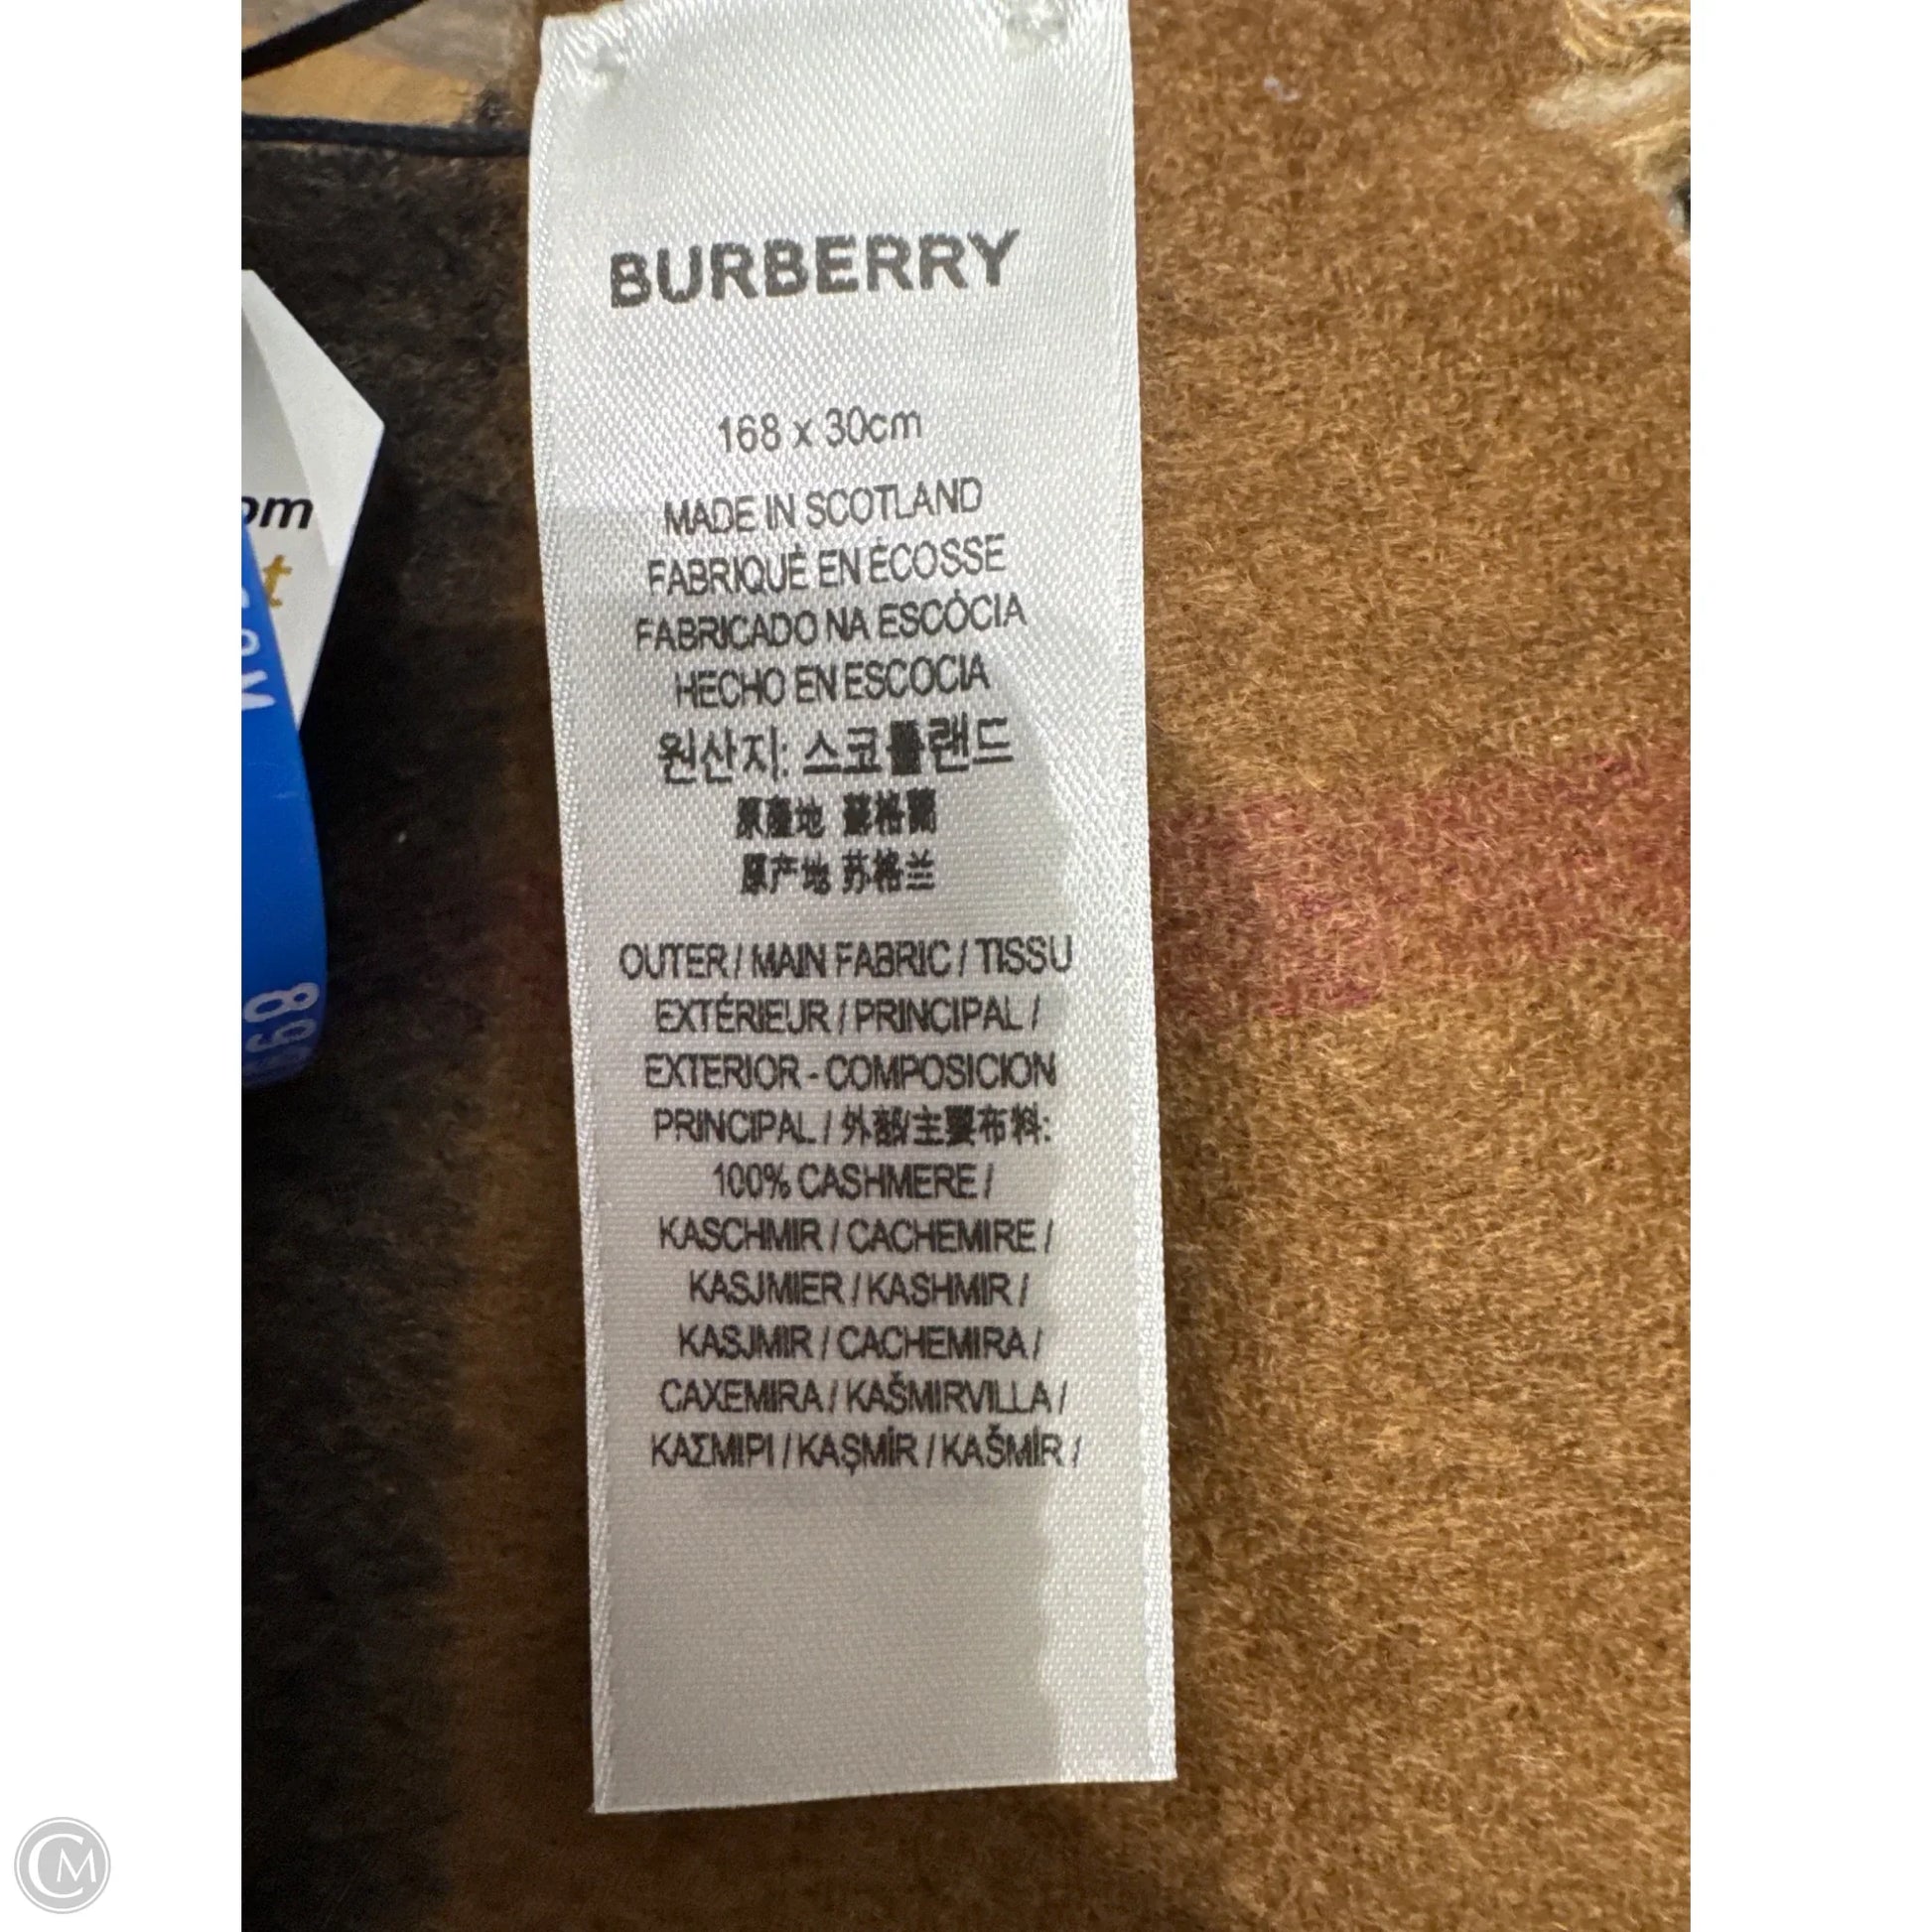 BURBERRY
168 x 30cm
MADE IN SCOTLAND
FABRIQUÉ EN ÉCOSSE
FABRICADO NA ESCÓCIA
HECHO EN ESCOCIA
원산지: 스코틀랜드
原產地 蘇格蘭
原产地 苏格兰
OUTER / MAIN FABRIC / TISSU
EXTÉRIEUR / PRINCIPAL /
EXTERIOR - COMPOSICION
PRINCIPAL / 外部/主要布料:
100% CASHMERE /
KASCHMIR / CACHEMIRE /
KASJMIER / KASHMIR /
KASJMIR / CACHEMIRA /
CAXEMIRA / KAŠMIRVILLA /
ΚΑΣΜΙΡΙ / KAŞMİR / KAŠMÍR /
om
t
668
CM